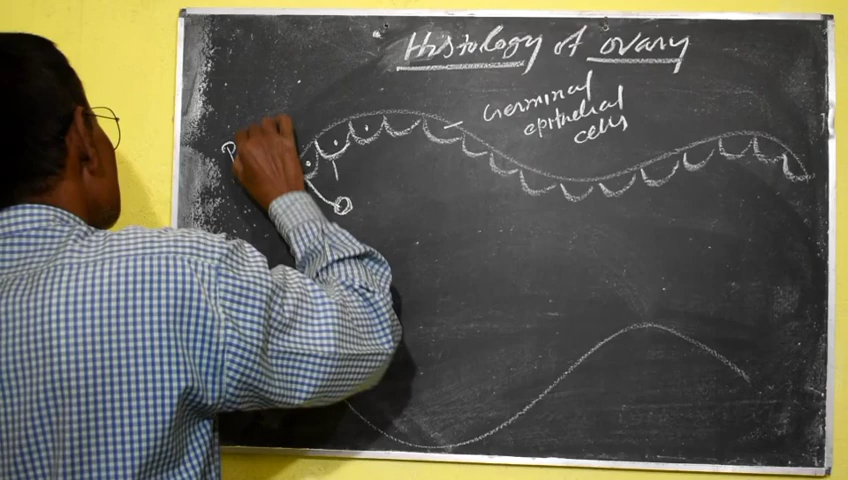 Histology of ovary
Germinal
epithelial
cells
P